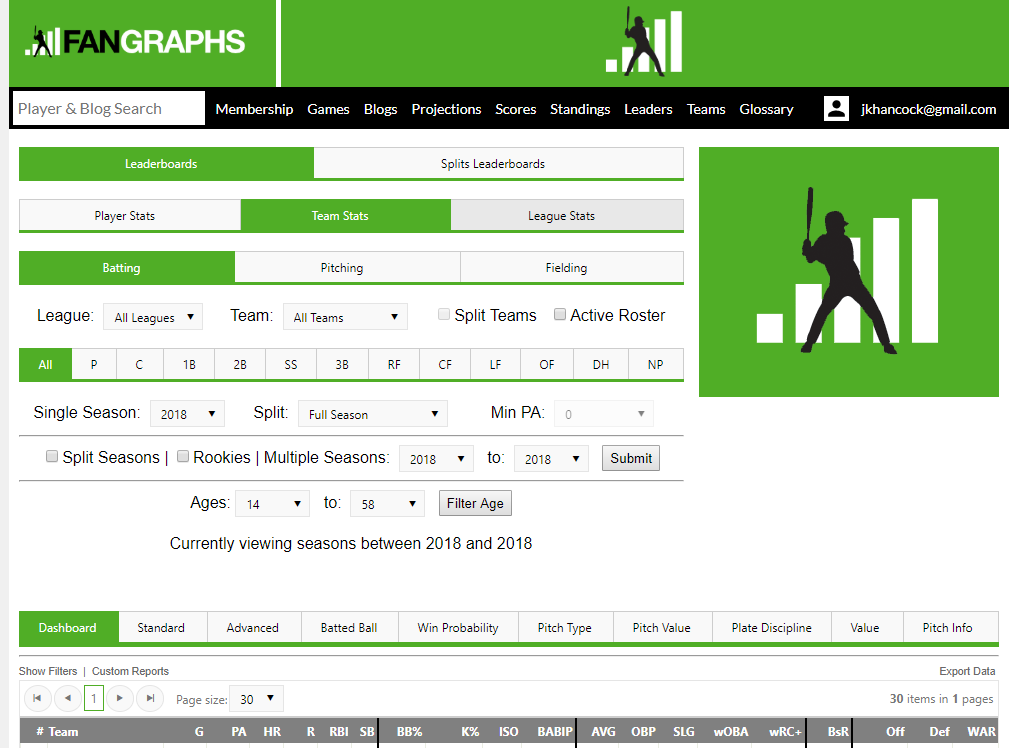 FANGRAPHS
Player & Blog Search Membership Games Blogs Projections Scores Standings Leaders Teams Glossary jkhancock@gmail.com
Leaderboards Splits Leaderboards
Player Stats Team Stats League Stats
Batting Pitching Fielding
League: All Leagues Team: All Teams Split Teams Active Roster
All P C 1B 2B SS 3B RF CF LF OF DH NP
Single Season: 2018 Split: Full Season Min PA: 0
Split Seasons | Rookies | Multiple Seasons: 2018 to: 2018 Submit
Ages: 14 to: 58 Filter Age
Currently viewing seasons between 2018 and 2018
Dashboard Standard Advanced Batted Ball Win Probability Pitch Type Pitch Value Plate Discipline Value Pitch Info
Show Filters | Custom Reports Export Data
1 Page size: 30 30 items in 1 pages
# Team G PA HR R RBI SB BB% K% ISO BABIP AVG OBP SLG wOBA wRC+ BsR Off Def WAR